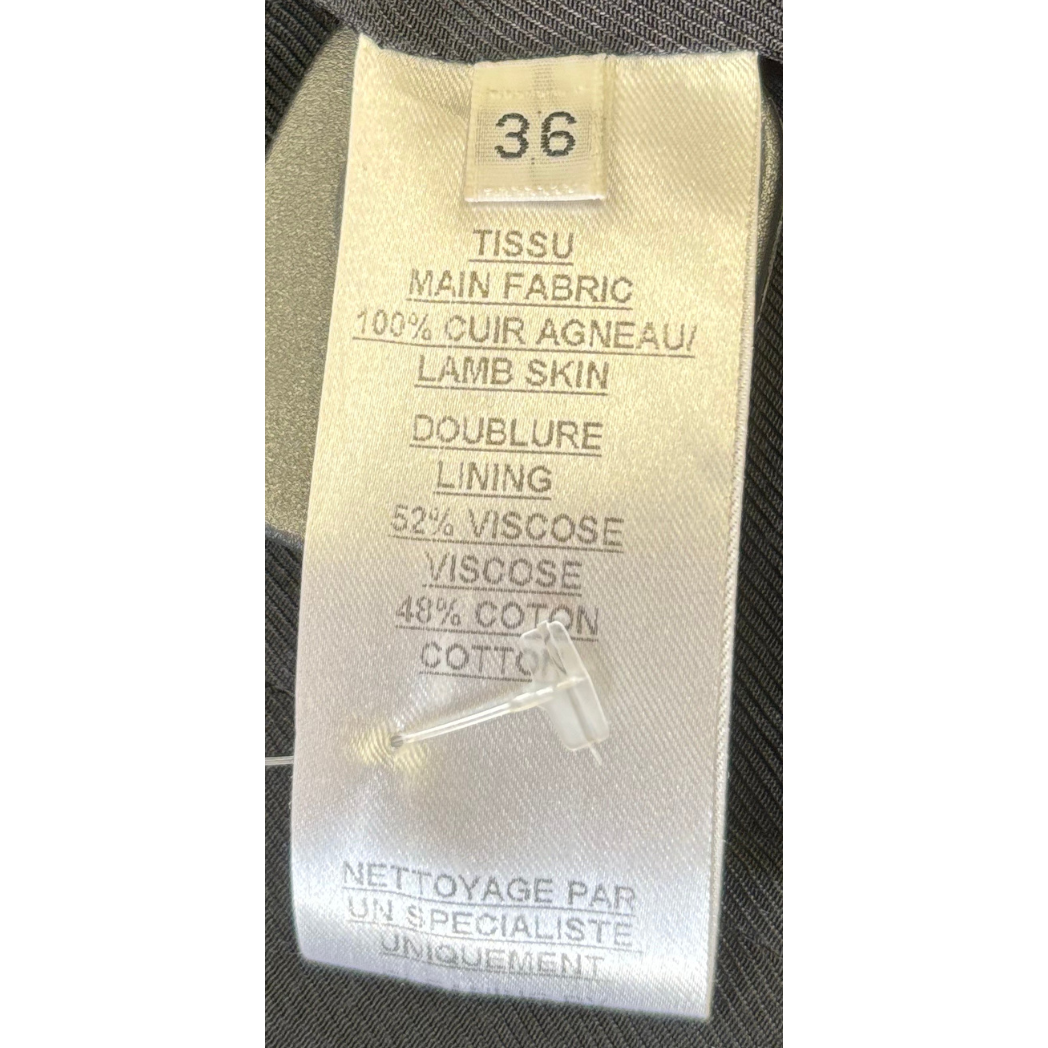 36
TISSU
MAIN FABRIC
100% CUIR AGNEAU/
LAMB SKIN
DOUBLURE
LINING
52% VISCOSE
VISCOSE
48% COTON
COTTON
NETTOYAGE PAR
UN SPECIALISTE
UNIQUEMENT